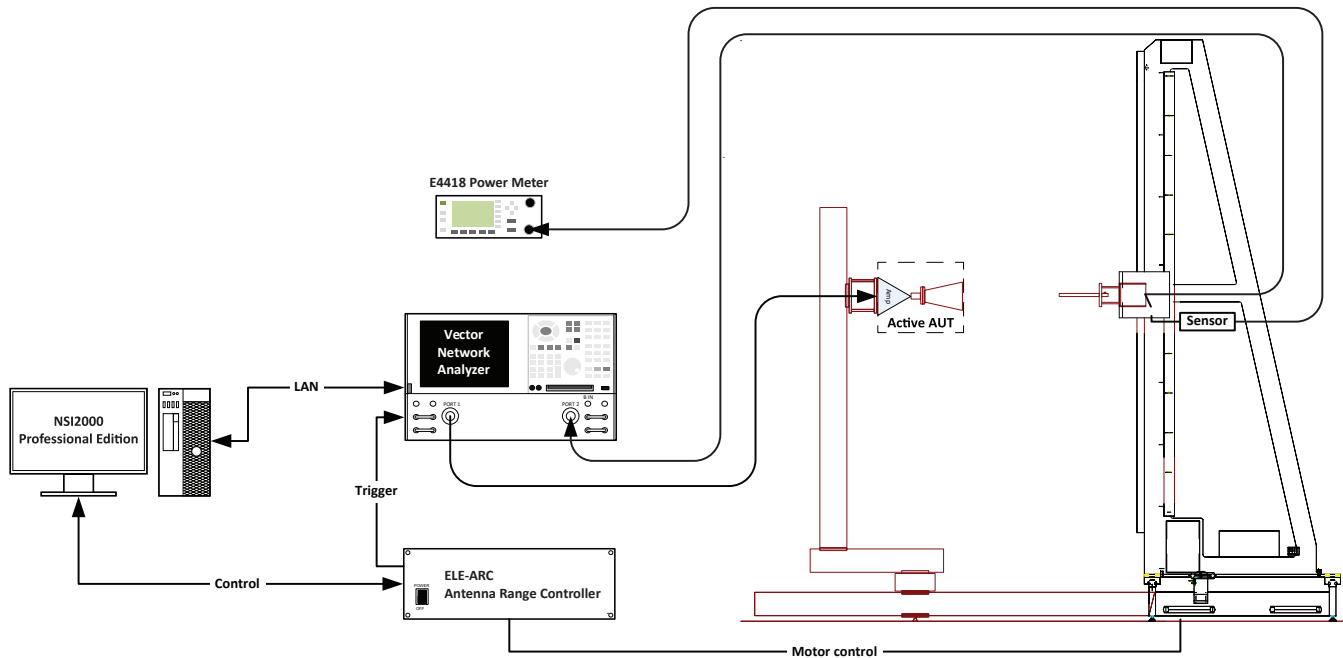 E4418 Power Meter
Amp
Active AUT
Sensor
Vector
Network
Analyzer
B IN
PORT 1
PORT 2
LAN
NSI2000
Professional Edition
Trigger
Control
ELE-ARC
Antenna Range Controller
POWER
OFF
Motor control